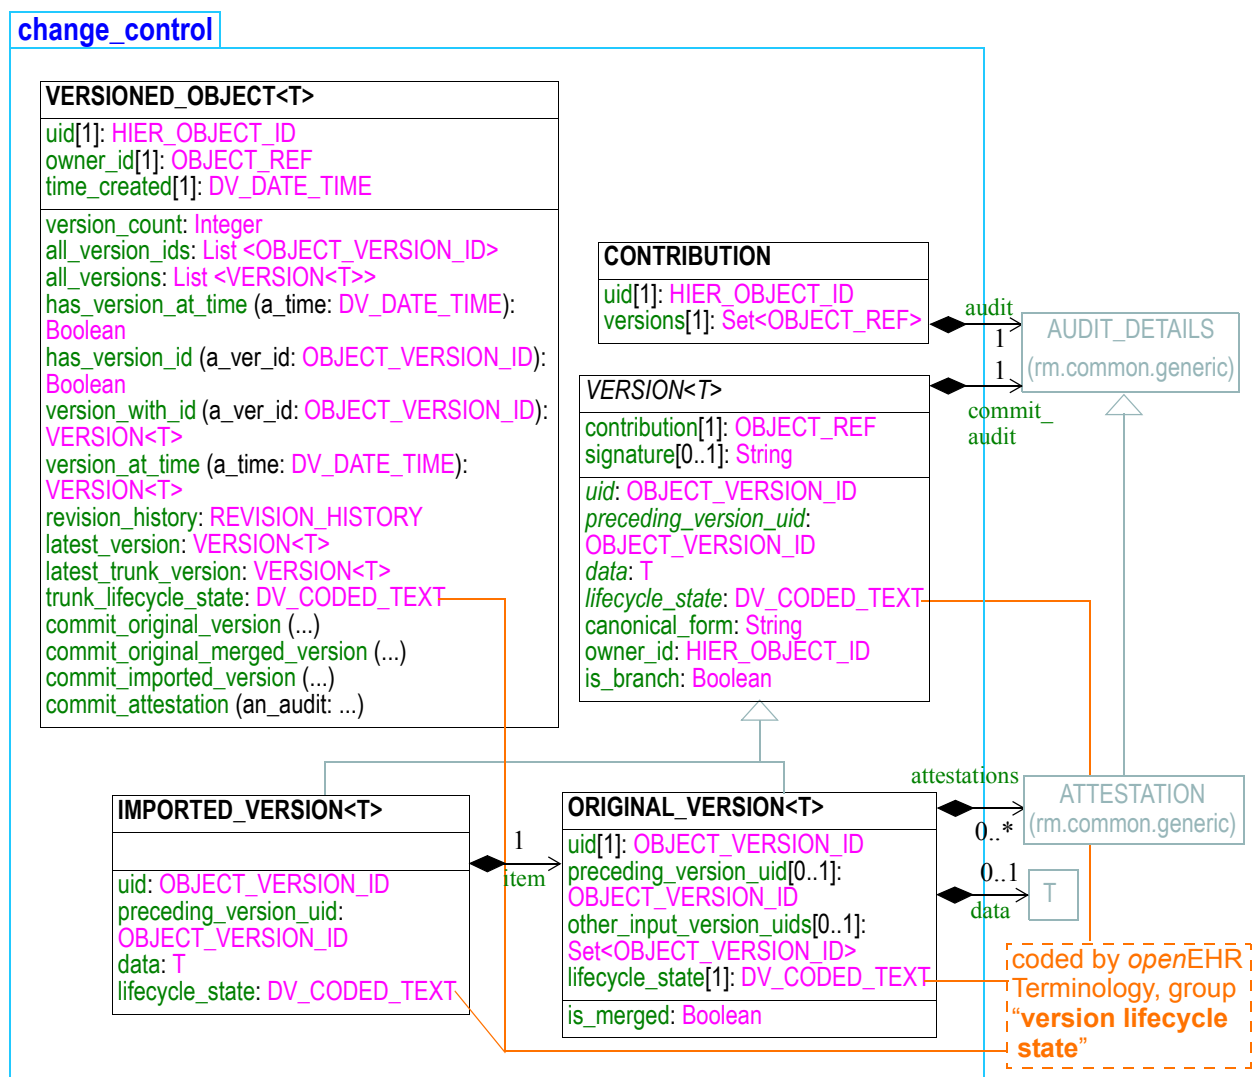 change_control
VERSIONED_OBJECT<T>
uid[1]: HIER_OBJECT_ID
owner_id[1]: OBJECT_REF
time_created[1]: DV_DATE_TIME
version_count: Integer
all_version_ids: List <OBJECT_VERSION_ID>
all_versions: List <VERSION<T>>
has_version_at_time (a_time: DV_DATE_TIME):
Boolean
has_version_id (a_ver_id: OBJECT_VERSION_ID):
Boolean
version_with_id (a_ver_id: OBJECT_VERSION_ID):
VERSION<T>
version_at_time (a_time: DV_DATE_TIME):
VERSION<T>
revision_history: REVISION_HISTORY
latest_version: VERSION<T>
latest_trunk_version: VERSION<T>
trunk_lifecycle_state: DV_CODED_TEXT
commit_original_version (...)
commit_original_merged_version (...)
commit_imported_version (...)
commit_attestation (an_audit: ...)
CONTRIBUTION
uid[1]: HIER_OBJECT_ID
versions[1]: Set<OBJECT_REF>
audit
1
AUDIT_DETAILS
(rm.common.generic)
VERSION<T>
contribution[1]: OBJECT_REF
signature[0..1]: String
uid: OBJECT_VERSION_ID
preceding_version_uid:
OBJECT_VERSION_ID
data: T
lifecycle_state: DV_CODED_TEXT
canonical_form: String
owner_id: HIER_OBJECT_ID
is_branch: Boolean
1
commit_
audit
IMPORTED_VERSION<T>
uid: OBJECT_VERSION_ID
preceding_version_uid:
OBJECT_VERSION_ID
data: T
lifecycle_state: DV_CODED_TEXT
1
item
ORIGINAL_VERSION<T>
uid[1]: OBJECT_VERSION_ID
preceding_version_uid[0..1]:
OBJECT_VERSION_ID
other_input_version_uids[0..1]:
Set<OBJECT_VERSION_ID>
lifecycle_state[1]: DV_CODED_TEXT
is_merged: Boolean
attestations
0..*
ATTESTATION
(rm.common.generic)
0..1
data
T
coded by openEHR
Terminology, group
“version lifecycle
state”